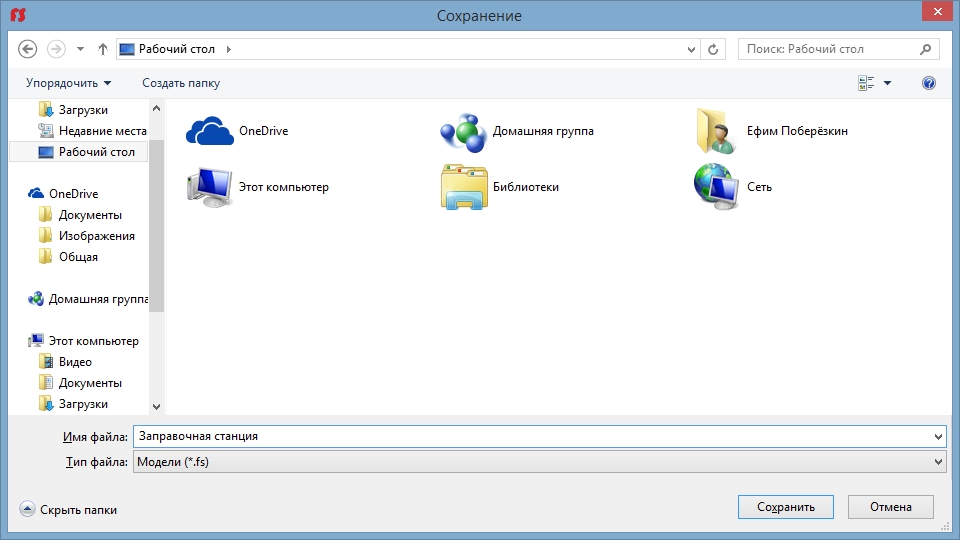 Сохранение
Рабочий стол
Поиск: Рабочий стол
Упорядочить
Создать папку
Загрузки
Недавние места
Рабочий стол
OneDrive
Документы
Изображения
Общая
Домашняя группа
Этот компьютер
Видео
Документы
Загрузки
OneDrive
Домашняя группа
Ефим Поберёзкин
Этот компьютер
Библиотеки
Сеть
Имя файла: Заправочная станция
Тип файла: Модели (*.fs)
Скрыть папки
Сохранить
Отмена